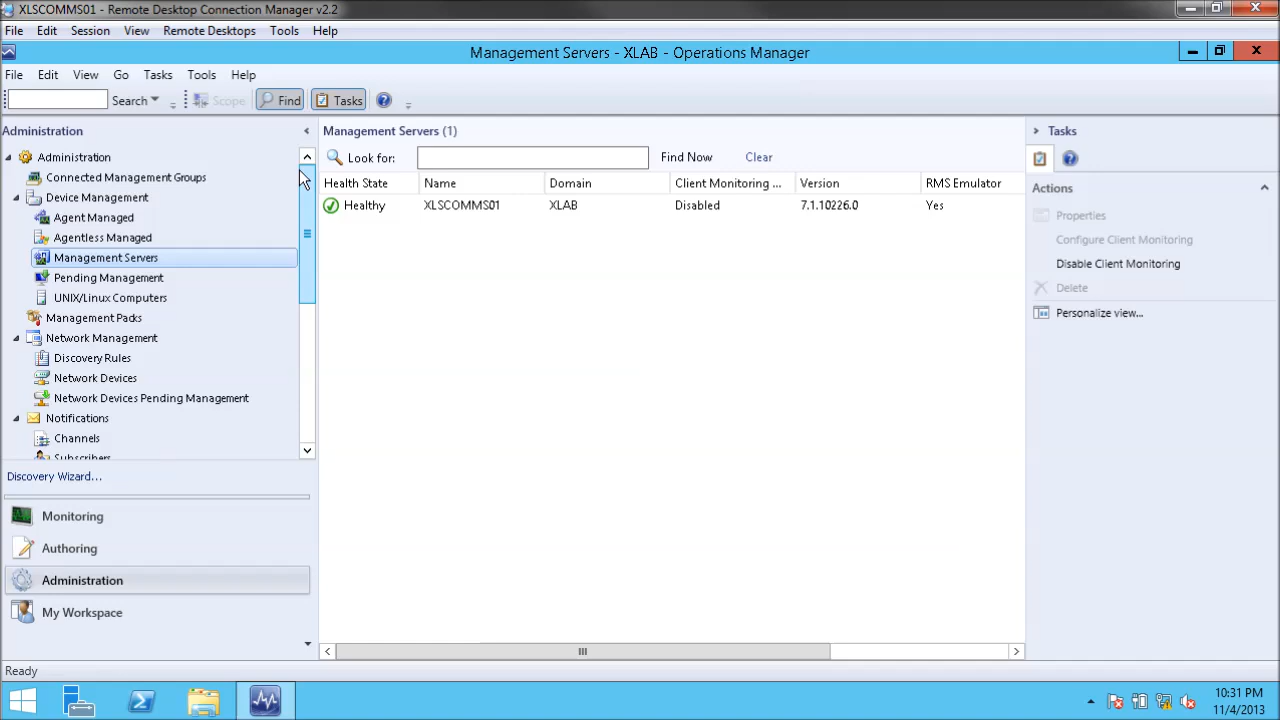 XLSCOMMS01 - Remote Desktop Connection Manager v2.2
File Edit Session View Remote Desktops Tools Help
Management Servers - XLAB - Operations Manager
File Edit View Go Tasks Tools Help
Search Scope Find Tasks
Administration
Administration
Connected Management Groups
Device Management
Agent Managed
Agentless Managed
Management Servers
Pending Management
UNIX/Linux Computers
Management Packs
Network Management
Discovery Rules
Network Devices
Network Devices Pending Management
Notifications
Channels
Subscribers
Discovery Wizard...
Monitoring
Authoring
Administration
My Workspace
Management Servers (1)
Look for: Find Now Clear
Health State Name Domain Client Monitoring ... Version RMS Emulator
Healthy XLSCOMMS01 XLAB Disabled 7.1.10226.0 Yes
Tasks
Actions
Properties
Configure Client Monitoring
Disable Client Monitoring
Delete
Personalize view...
Ready
10:31 PM
11/4/2013